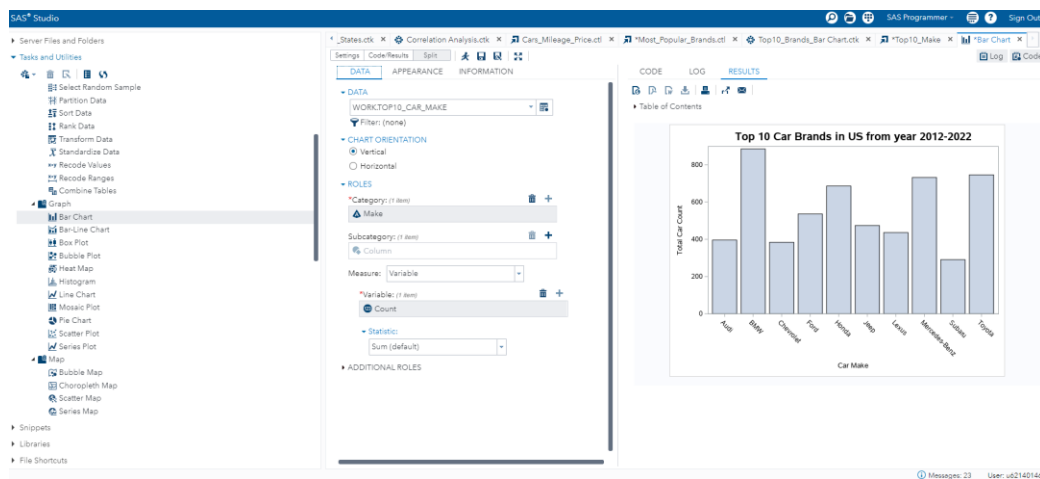 SAS® Studio
SAS Programmer
Sign Out
Server Files and Folders
Tasks and Utilities
Select Random Sample
Partition Data
Sort Data
Rank Data
Transform Data
Standardize Data
Recode Values
Recode Ranges
Combine Tables
Graph
Bar Chart
Bar-Line Chart
Box Plot
Bubble Plot
Heat Map
Histogram
Line Chart
Mosaic Plot
Pie Chart
Scatter Plot
Series Plot
Map
Bubble Map
Choropleth Map
Scatter Map
Series Map
Snippets
Libraries
File Shortcuts
_States.ctk × Correlation Analysis.ctk × Cars_Mileage_Price.ctl × *Most_Popular_Brands.ctl × Top10_Brands_Bar Chart.ctk × *Top10_Make × *Bar Chart ×
Settings Code/Results Split
Log Code
DATA APPEARANCE INFORMATION
DATA
WORK.TOP10_CAR_MAKE
Filter: (none)
CHART ORIENTATION
Vertical
Horizontal
ROLES
*Category: (1 item)
Make
Subcategory: (1 item)
Column
Measure: Variable
*Variable: (1 item)
Count
Statistic:
Sum (default)
ADDITIONAL ROLES
CODE LOG RESULTS
Table of Contents
Top 10 Car Brands in US from year 2012-2022
Total Car Count
800
600
400
200
0
Audi
BMW
Chevrolet
Ford
Honda
Jeep
Lexus
Mercedes-Benz
Subaru
Toyota
Car Make
Messages: 23 User: u6214014